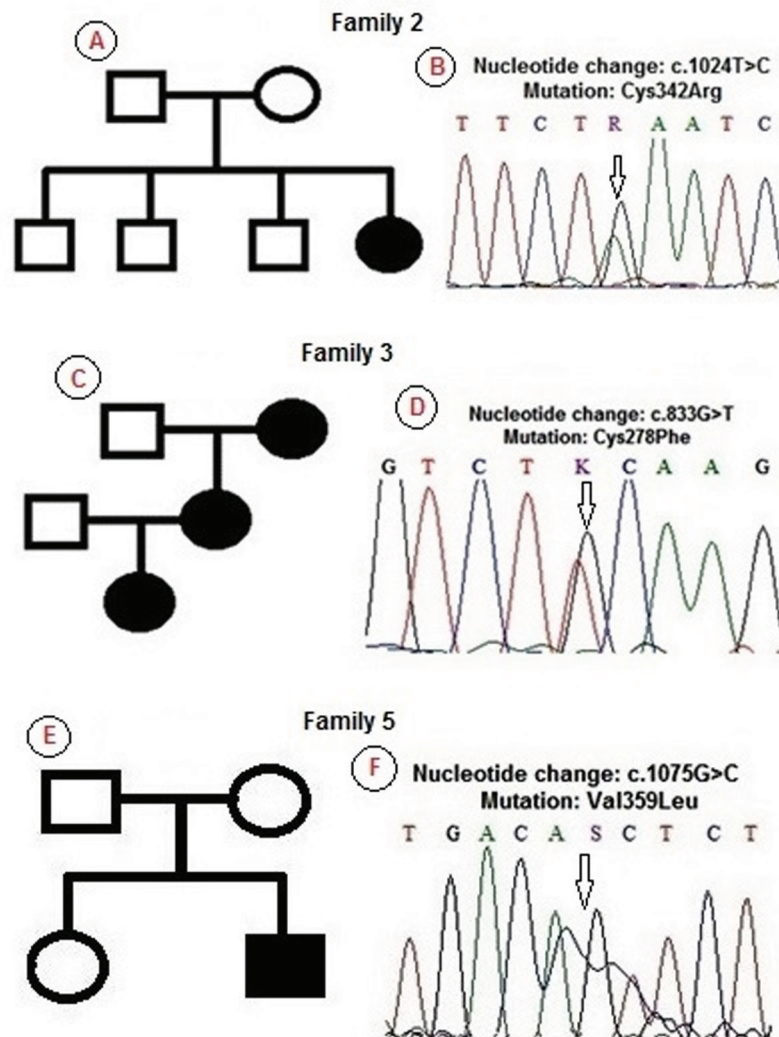 Family 2
A
B
Nucleotide change: c.1024T>C
Mutation: Cys342Arg
T T C T R A A T C
Family 3
C
D
Nucleotide change: c.833G>T
Mutation: Cys278Phe
G T C T K C A A G
Family 5
E
F
Nucleotide change: c.1075G>C
Mutation: Val359Leu
T G A C A S C T C T